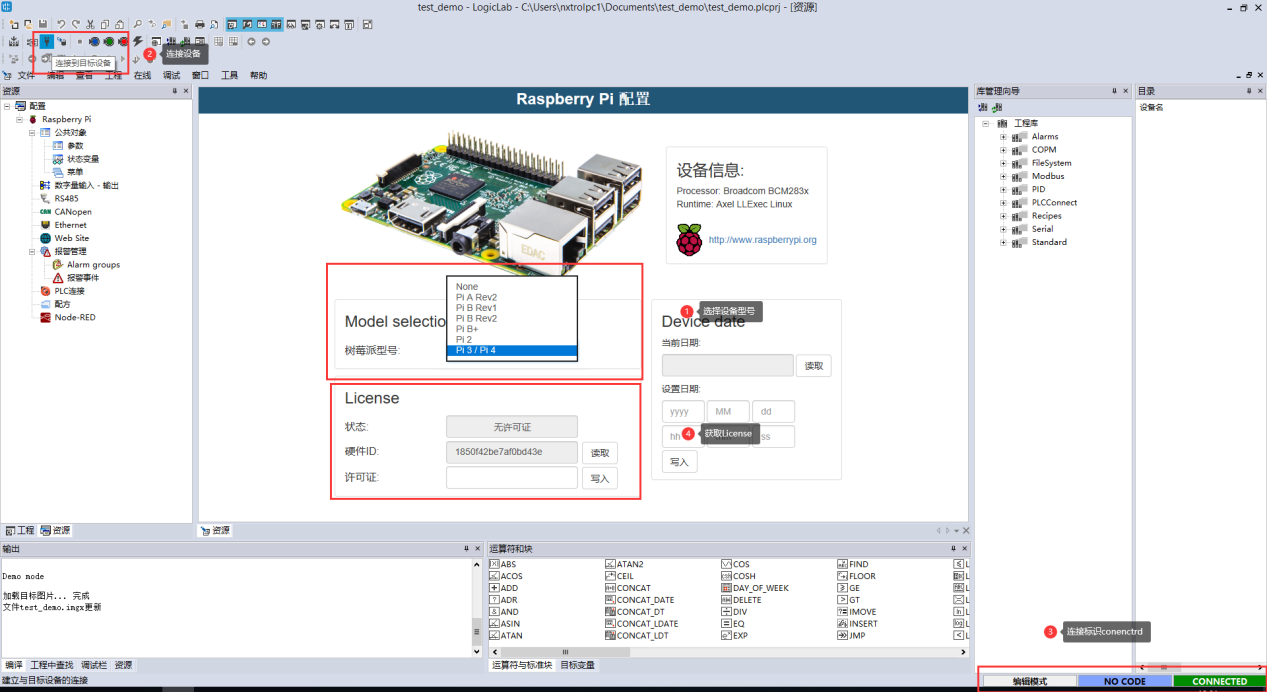 test_demo - LogicLab - C:\Users\nxtrolpc1\Documents\test_demo\test_demo.plcprj - [资源]
2 连接设备
连接到目标设备
文件 编辑 查看 工程 在线 调试 窗口 工具 帮助
资源
配置
Raspberry Pi
公共对象
参数
状态变量
菜单
数字量输入 - 输出
RS485
CANopen
Ethernet
Web Site
报警管理
Alarm groups
报警事件
PLC连接
配方
Node-RED
工程 资源
Raspberry Pi 配置
EDAC
设备信息:
Processor: Broadcom BCM283x
Runtime: Axel LLExec Linux
http://www.raspberrypi.org
Model selectio
树莓派型号:
None
Pi A Rev2
Pi B Rev1
Pi B Rev2
Pi B+
Pi 2
Pi 3 / Pi 4
1 选择设备型号
Device date
当前日期:
读取
设置日期:
yyyy MM dd
hh ss
4 获取License
写入
License
状态: 无许可证
硬件ID: 1850f42be7af0bd43e 读取
许可证: 写入
资源
库管理向导
工程库
Alarms
COPM
FileSystem
Modbus
PID
PLCConnect
Recipes
Serial
Standard
目录
设备名
输出
Demo mode
加载目标图片... 完成
文件test_demo.imgx更新
编译 工程中查找 调试栏 资源
运算符和块
ABS ATAN2 COS FIND L
ACOS CEIL COSH FLOOR L
ADD CONCAT DAY_OF_WEEK GE L
ADR CONCAT_DATE DELETE GT L
AND CONCAT_DT DIV IMOVE L
ASIN CONCAT_LDATE EQ INSERT L
ATAN CONCAT_LDT EXP JMP L
运算符与标准块 目标变量
3 连接标识conenctrd
建立与目标设备的连接
编辑模式 NO CODE CONNECTED